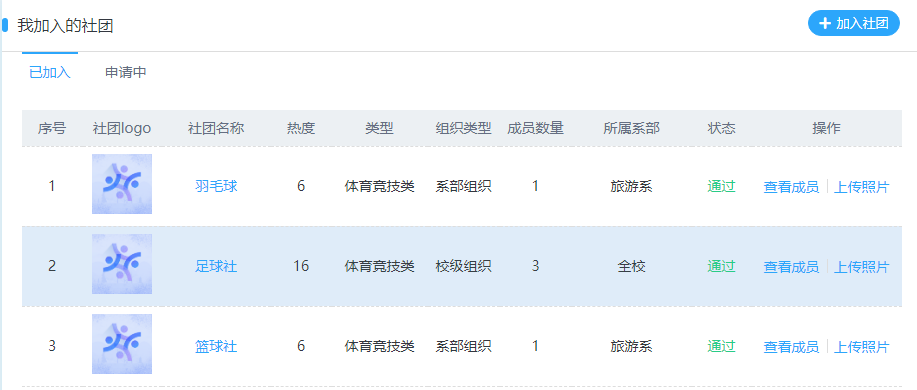 我加入的社团
加入社团
已加入 申请中
序号 社团logo 社团名称 热度 类型 组织类型 成员数量 所属系部 状态 操作
1 羽毛球 6 体育竞技类 系部组织 1 旅游系 通过 查看成员 | 上传照片
2 足球社 16 体育竞技类 校级组织 3 全校 通过 查看成员 | 上传照片
3 篮球社 6 体育竞技类 系部组织 1 旅游系 通过 查看成员 | 上传照片